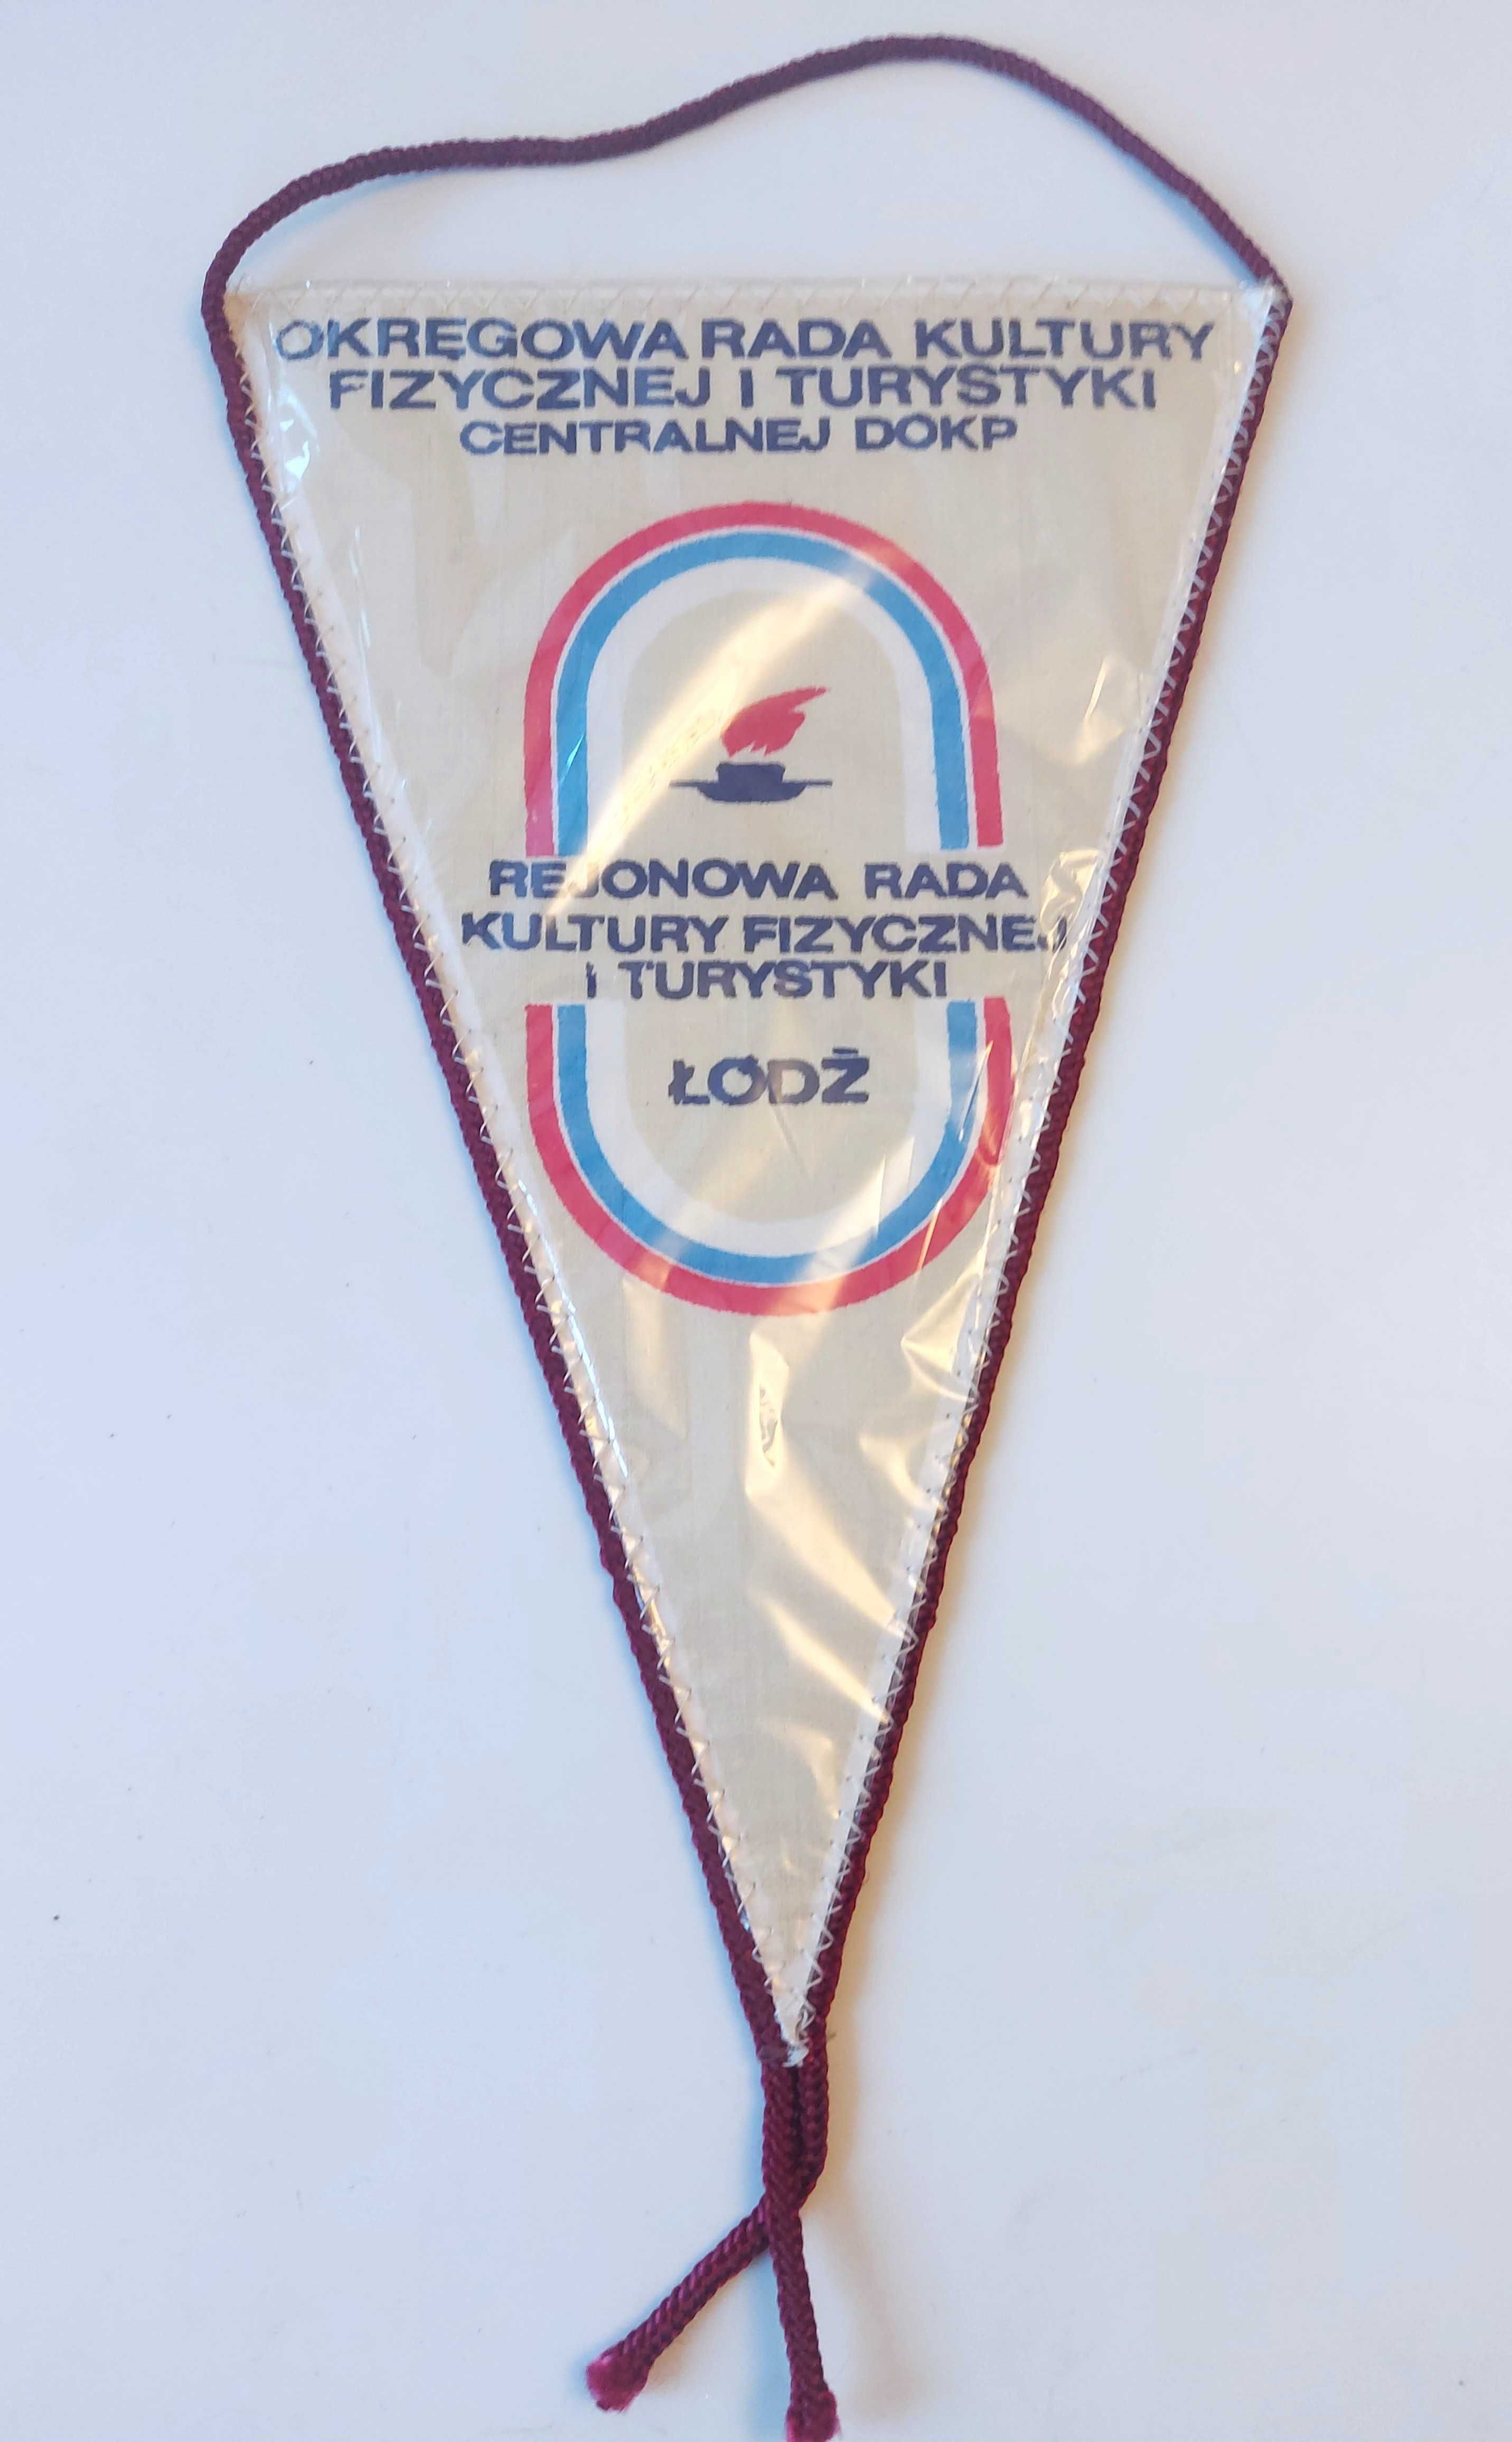 OKRĘGOWA RADA KULTURY
FIZYCZNEJ I TURYSTYKI
CENTRALNEJ DOKP
REJONOWA RADA
KULTURY FIZYCZNEJ
I TURYSTYKI
ŁÓDŹ